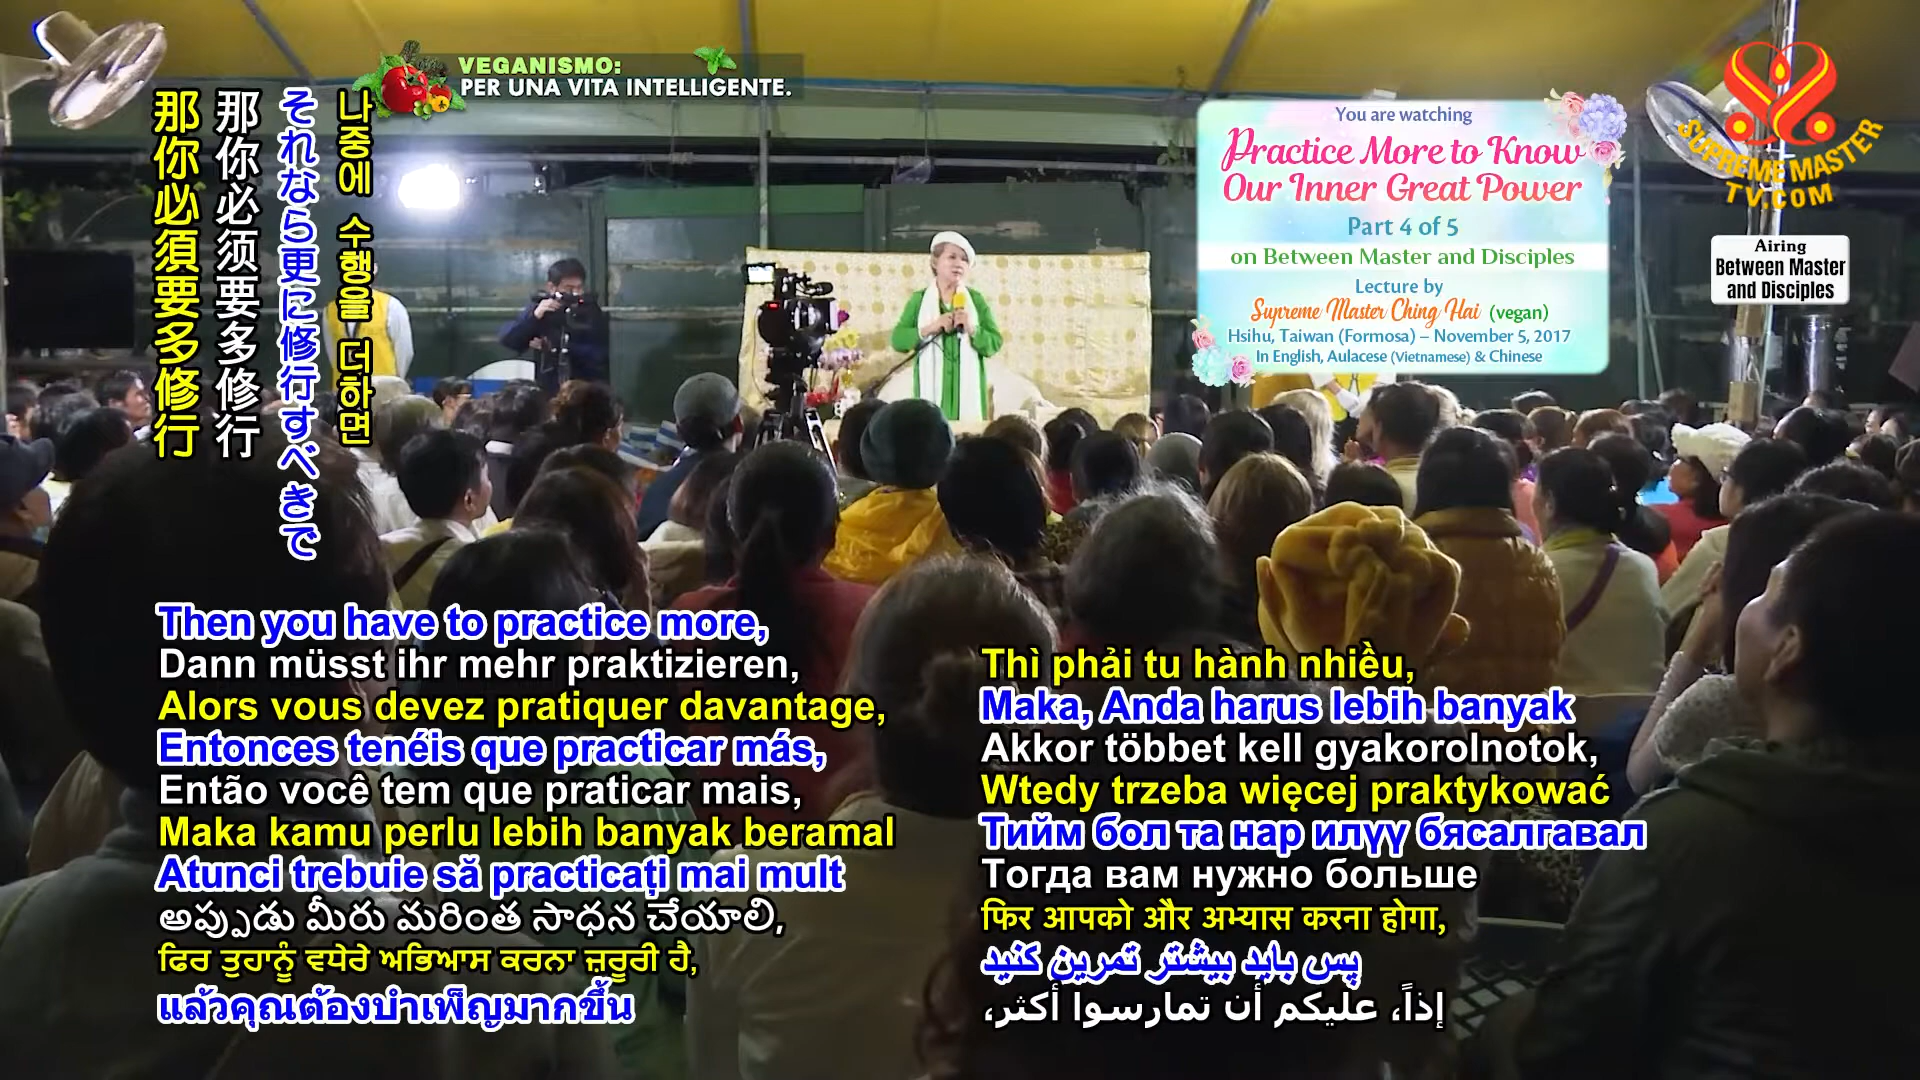 VEGANISMO:
PER UNA VITA INTELLIGENTE.
You are watching
Practice More to Know
Our Inner Great Power
Part 4 of 5
on Between Master and Disciples
Lecture by
Supreme Master Ching Hai (vegan)
Hsihu, Taiwan (Formosa) – November 5, 2017
In English, Aulacese (Vietnamese) & Chinese
SUPREME MASTER
TV.COM
Airing
Between Master
and Disciples
나중에 수행을 더하면
それなら更に修行すべきで
那你必须要多修行
那你必須要多修行
Then you have to practice more,
Dann müsst ihr mehr praktizieren,
Alors vous devez pratiquer davantage,
Entonces tenéis que practicar más,
Então você tem que praticar mais,
Maka kamu perlu lebih banyak beramal
Atunci trebuie să practicați mai mult
అప్పుడు మీరు మరింత సాధన చేయాలి,
ਫਿਰ ਤੁਹਾਨੂੰ ਵਧੇਰੇ ਅਭਿਆਸ ਕਰਨਾ ਜ਼ਰੂਰੀ ਹੈ,
แล้วคุณต้องบำเพ็ญมากขึ้น
Thì phải tu hành nhiều,
Maka, Anda harus lebih banyak
Akkor többet kell gyakorolnotok,
Wtedy trzeba więcej praktykować
Тийм бол та нар илүү бясалгавал
Тогда вам нужно больше
फिर आपको और अभ्यास करना होगा,
پس باید بیشتر تمرین کنید
إذاً، عليكم أن تمارسوا أكثر،